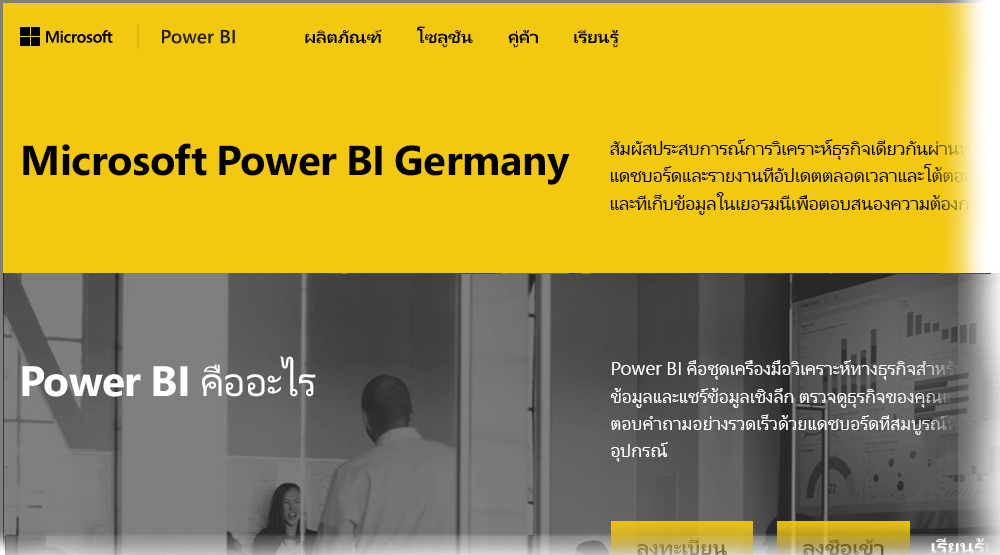 Microsoft
Power BI
ผลิตภัณฑ์
โซลูชัน
คู่ค้า
เรียนรู้
Microsoft Power BI Germany
สัมผัสประสบการณ์การวิเคราะห์ธุรกิจเดียวกันผ่าน
แดชบอร์ดและรายงานที่อัปเดตตลอดเวลาและโต้ตอบ
และที่เก็บข้อมูลในเยอรมนีเพื่อตอบสนองความต้อง
Power BI คืออะไร
Power BI คือชุดเครื่องมือวิเคราะห์ทางธุรกิจสำหรั
ข้อมูลและแชร์ข้อมูลเชิงลึก ตรวจดูธุรกิจของคุณ
ตอบคำถามอย่างรวดเร็วด้วยแดชบอร์ดที่สมบูรณ์
อุปกรณ์
ลงทะเบียน
ลงชื่อเข้า
เรียนรู้